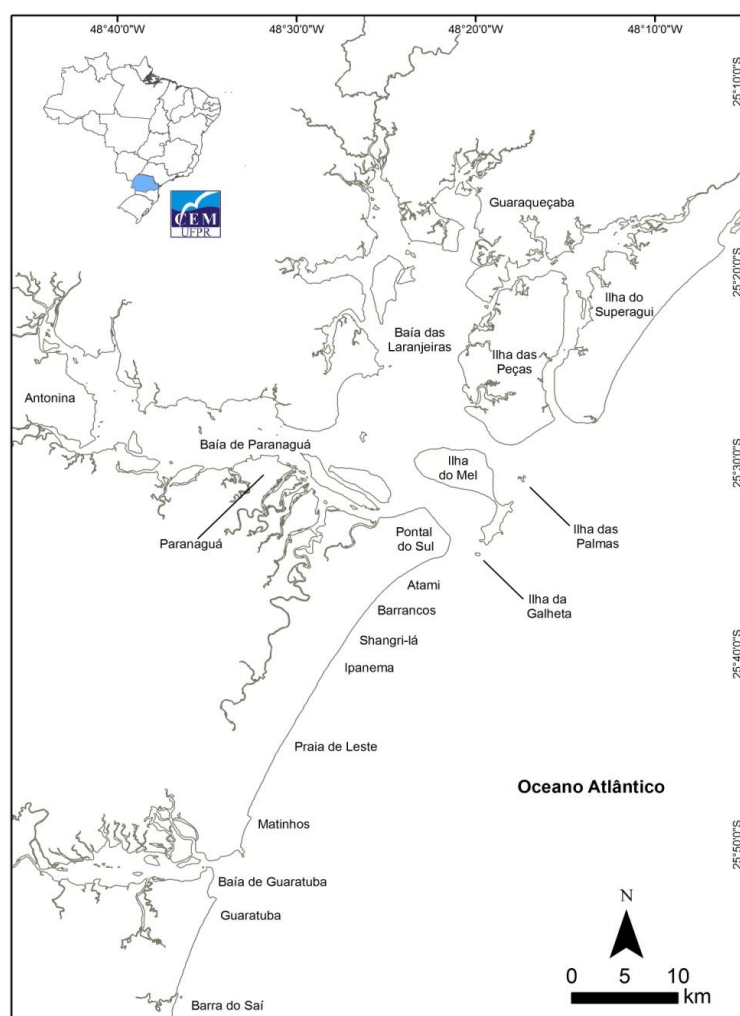 48°40'0"W
48°30'0"W
48°20'0"W
48°10'0"W
25°10'0"S
CEM
UFPR
Guaraqueçaba
25°20'0"S
Ilha do
Superagui
Baía das
Laranjeiras
Ilha das
Peças
Antonina
Baía de Paranaguá
25°30'0"S
Ilha
do Mel
Paranaguá
Pontal
do Sul
Ilha das
Palmas
Atami
Ilha da
Galheta
Barrancos
Shangri-lá
25°40'0"S
Ipanema
Praia de Leste
Oceano Atlântico
Matinhos
25°50'0"S
Baía de Guaratuba
Guaratuba
N
0 5 10
km
Barra do Saí